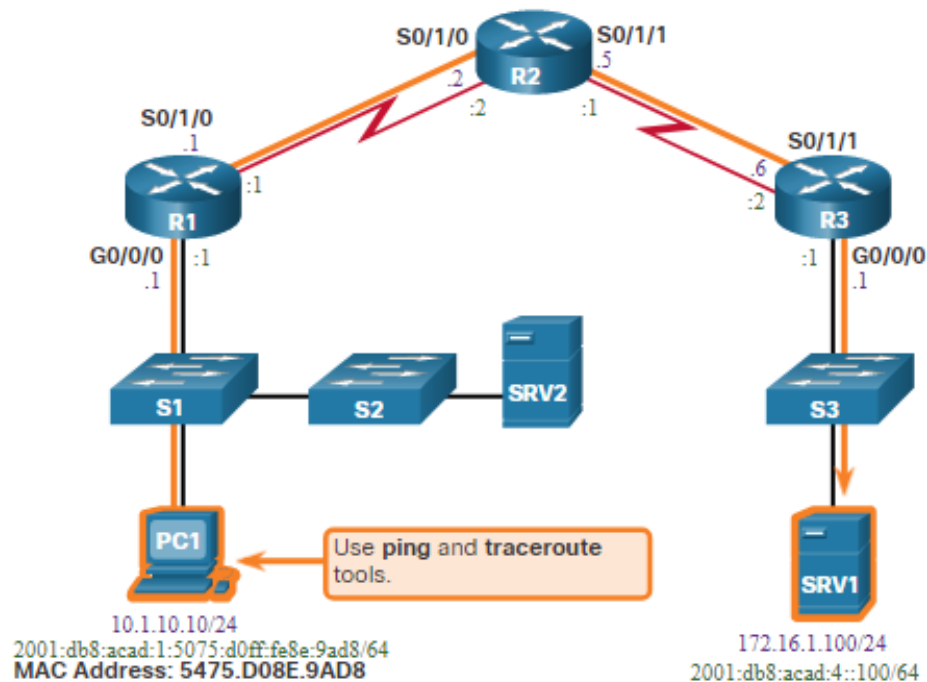 S0/1/0
S0/1/1
.5
R2
.2
:2
:1
S0/1/0
.1
:1
R1
S0/1/1
.6
:2
R3
G0/0/0
:1
.1
:1
G0/0/0
.1
S1
S2
SRV2
S3
PC1
Use ping and traceroute
tools.
SRV1
10.1.10.10/24
2001:db8:acad:1:5075:d0ff:fe8e:9ad8/64
MAC Address: 5475.D08E.9AD8
172.16.1.100/24
2001:db8:acad:4::100/64